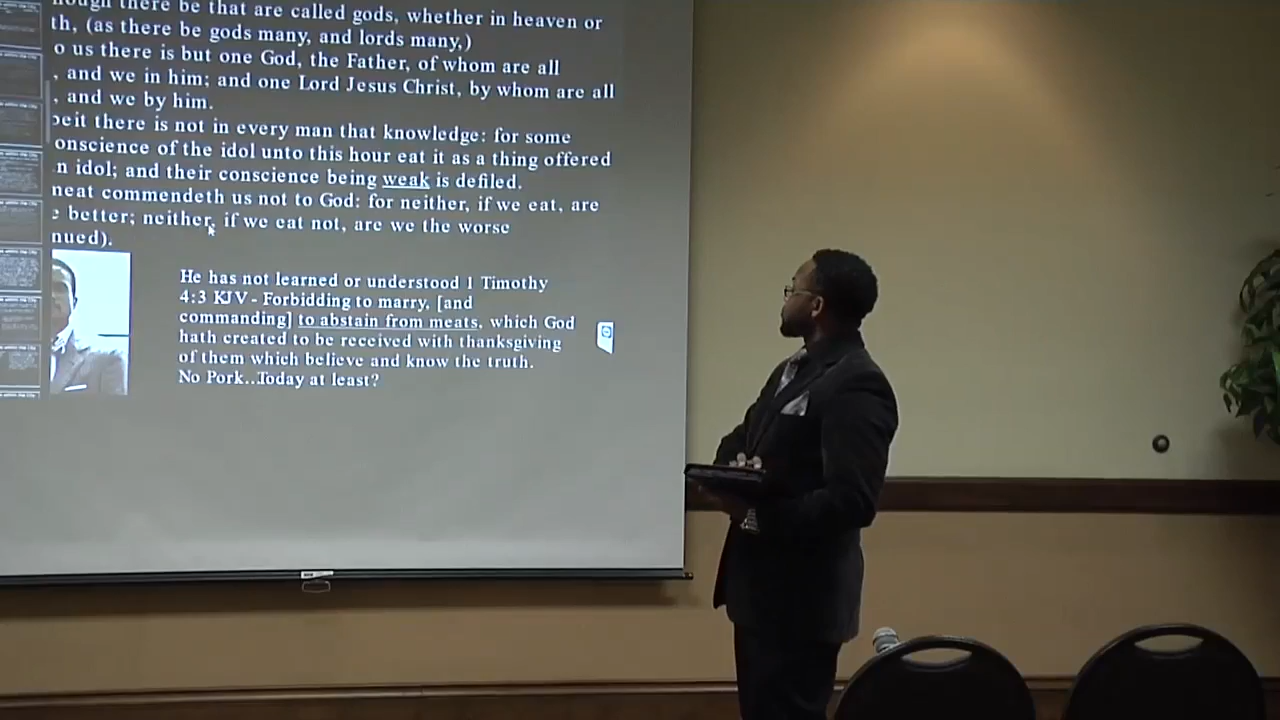 though there be that are called gods, whether in heaven or
th, (as there be gods many, and lords many,)
o us there is but one God, the Father, of whom are all
, and we in him; and one Lord Jesus Christ, by whom are all
, and we by him.
beit there is not in every man that knowledge: for some
onscience of the idol unto this hour eat it as a thing offered
n idol; and their conscience being weak is defiled.
meat commendeth us not to God: for neither, if we eat, are
e better; neither, if we eat not, are we the worse
nued).
He has not learned or understood 1 Timothy
4:3 KJV - Forbidding to marry, [and
commanding] to abstain from meats, which God
hath created to be received with thanksgiving
of them which believe and know the truth.
No Pork...Today at least?